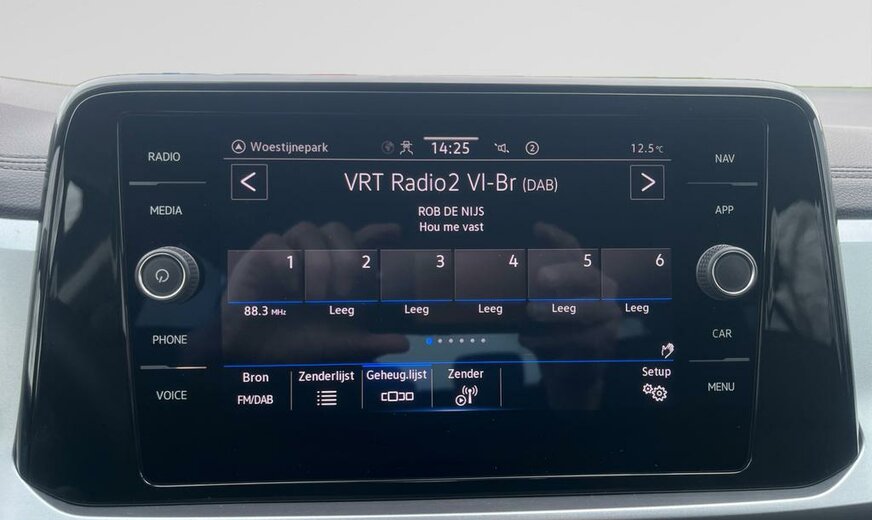 RADIO
MEDIA
PHONE
VOICE
Woestijnepark
14:25
2
12.5°C
VRT Radio2 Vl-Br (DAB)
ROB DE NIJS
Hou me vast
1 2 3 4 5 6
88.3 MHz Leeg Leeg Leeg Leeg Leeg
Bron Zenderlijst Geheug.lijst Zender Setup
FM/DAB
NAV
APP
CAR
MENU